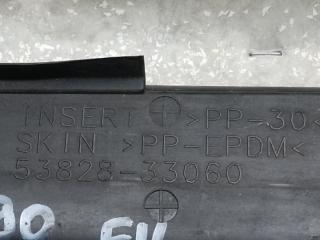 INSERT >PP-30<
SKIN >PP-EPDM<
53828-33060